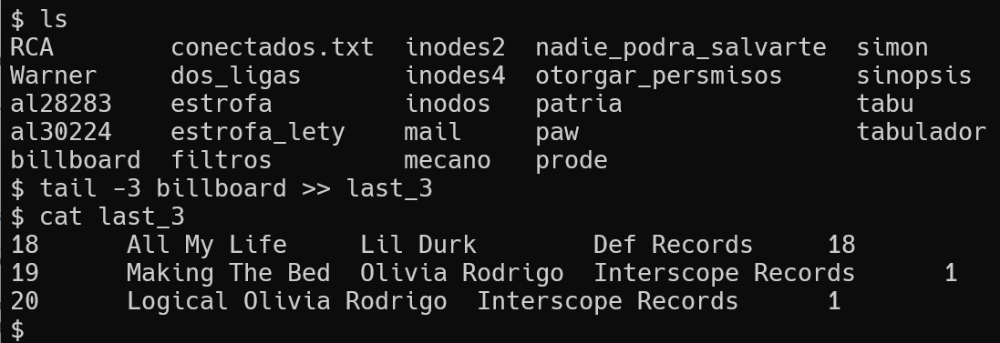 $ ls
RCA        conectados.txt  inodes2  nadie_podra_salvarte  simon
Warner     dos_ligas       inodes4  otorgar_persmisos     sinopsis
al28283    estrofa         inodos   patria                tabu
al30224    estrofa_lety    mail     paw                   tabulador
billboard  filtros         mecano   prode
$ tail -3 billboard >> last_3
$ cat last_3
18      All My Life     Lil Durk        Def Records     18
19      Making The Bed  Olivia Rodrigo  Interscope Records      1
20      Logical Olivia Rodrigo  Interscope Records      1
$